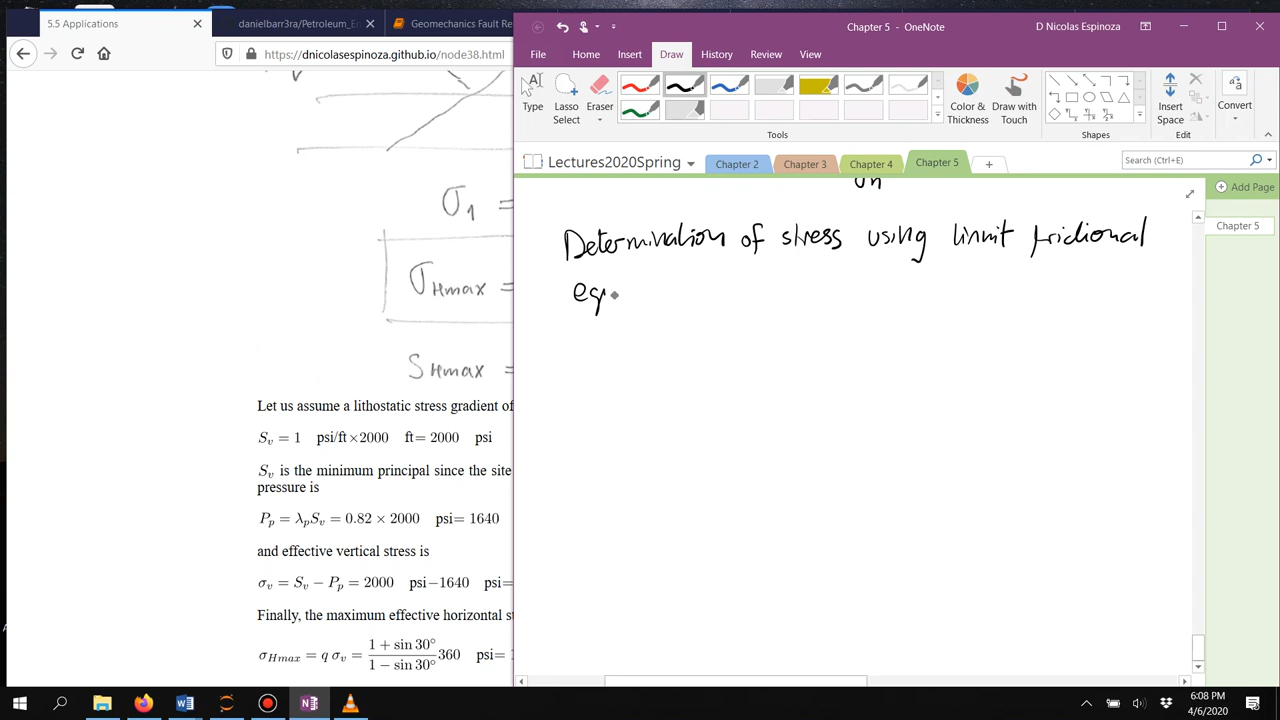 5.5 Applications
danielbarr3ra/Petroleum_E
Geomechanics Fault Re
https://dnicolasespinoza.github.io/node38.html
σ1 =
σHmax =
SHmax =
Let us assume a lithostatic stress gradient of
Sv = 1 psi/ft×2000 ft= 2000 psi
Sv is the minimum principal since the site
pressure is
Pp = λpSv = 0.82 × 2000 psi= 1640
and effective vertical stress is
σv = Sv − Pp = 2000 psi−1640 psi=
Finally, the maximum effective horizontal s
σHmax = q σv = 1 + sin 30° / 1 − sin 30° 360 psi=
Chapter 5 - OneNote
D Nicolas Espinoza
File Home Insert Draw History Review View
Type
Lasso Select
Eraser
Color & Thickness
Draw with Touch
Insert Space
Convert
Tools
Shapes
Edit
Lectures2020Spring
Chapter 2
Chapter 3
Chapter 4
Chapter 5
Search (Ctrl+E)
Add Page
Chapter 5
σn
Determination of stress using limit frictional
eq
6:08 PM
4/6/2020